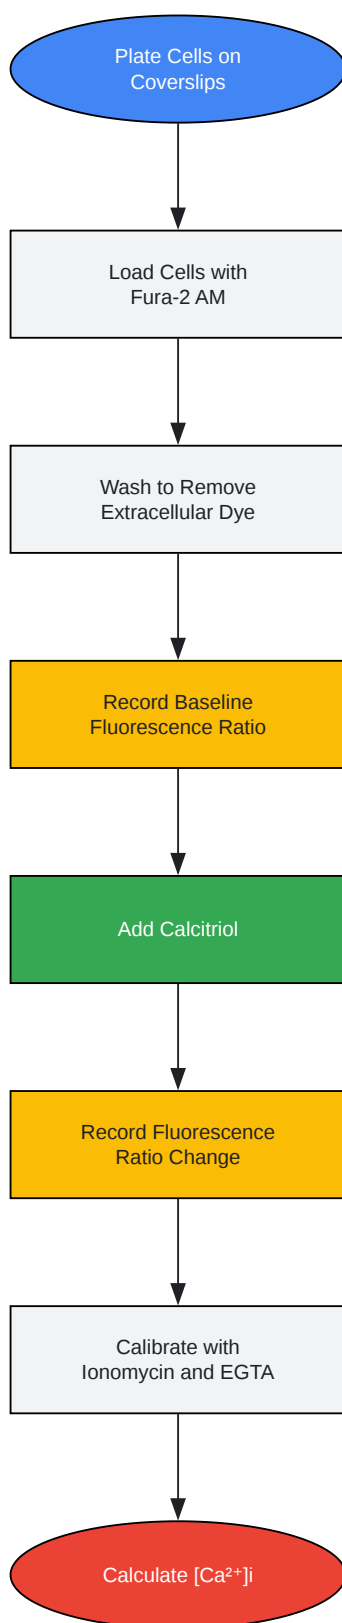 Plate Cells on
Coverslips
Load Cells with
Fura-2 AM
Wash to Remove
Extracellular Dye
Record Baseline
Fluorescence Ratio
Add Calcitriol
Record Fluorescence
Ratio Change
Calibrate with
Ionomycin and EGTA
Calculate [Ca²⁺]i